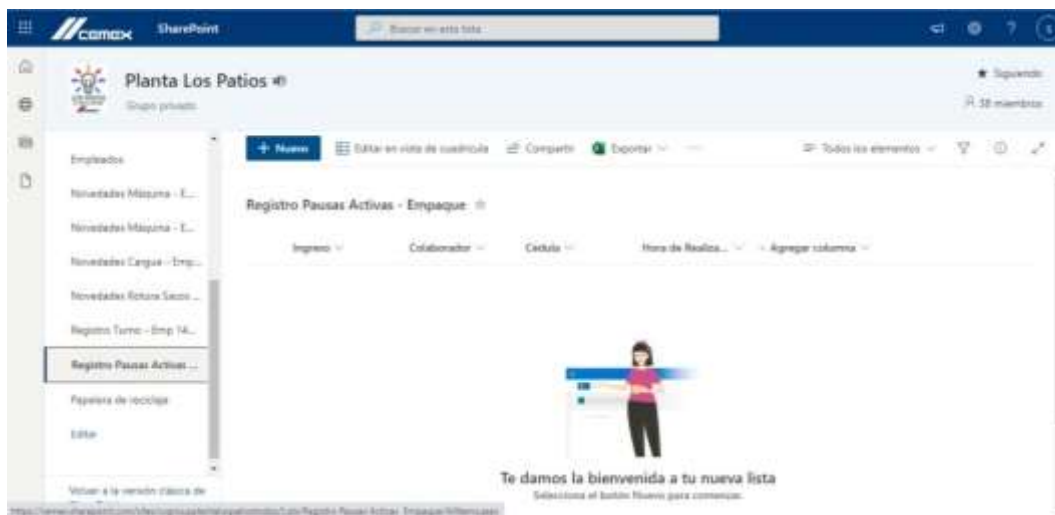 cemex SharePoint Buscar en esta lista
Planta Los Patios
Grupo privado
Siguiendo
38 miembros
Empleados
Novedades Máquina - E...
Novedades Máquina - E...
Novedades Cargue - Emp...
Novedades Rotura Sacos ...
Registro Turno - Emp 14...
Registro Pausas Activas ...
Papelera de reciclaje
Editar
Volver a la versión clásica de
+ Nuevo Editar en vista de cuadrícula Compartir Exportar Todos los elementos
Registro Pausas Activas - Empaque
Ingreso Colaborador Cedula Hora de Realiza... + Agregar columna
Te damos la bienvenida a tu nueva lista
Selecciona el botón Nuevo para comenzar.